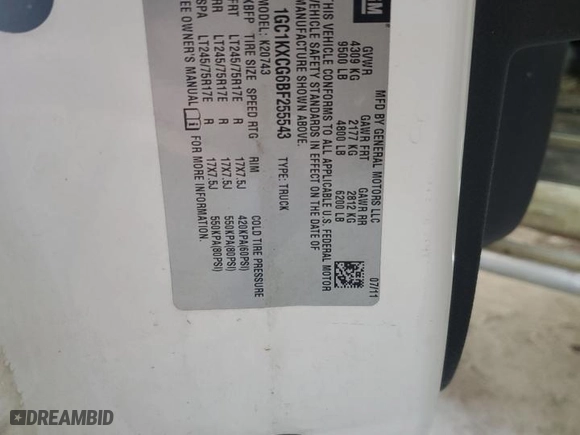 GM
MFD BY GENERAL MOTORS LLC 07/11
GVWR GAWR FRT GAWR RR
4309 KG 2177 KG 2812 KG
9500 LB 4800 LB 6200 LB
THIS VEHICLE CONFORMS TO ALL APPLICABLE U.S. FEDERAL MOTOR
VEHICLE SAFETY STANDARDS IN EFFECT ON THE DATE OF
MANUFACTURE SHOWN ABOVE.
1GC1KXCG6BF255543 TYPE: TRUCK
MODEL: K20743
TIRE SIZE SPEED RTG RIM COLD TIRE PRESSURE
FRT LT245/75R17E R 17X7.5J 420KPA(60PSI)
RR LT245/75R17E R 17X7.5J 550KPA(80PSI)
SPA LT245/75R17E R 17X7.5J 550KPA(80PSI)
SEE OWNER'S MANUAL FOR MORE INFORMATION.
DREAMBID